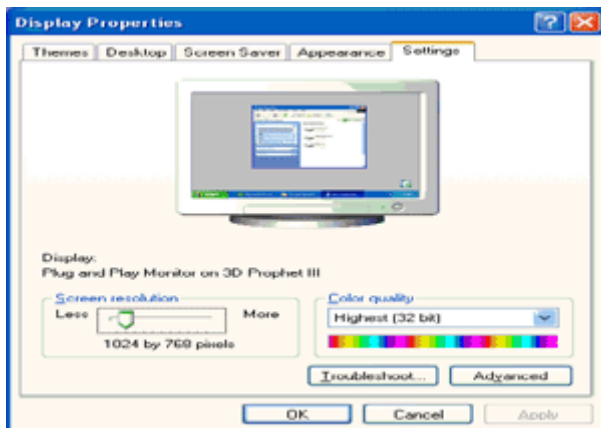 Display Properties
Themes Desktop Screen Saver Appearance Settings
Display:
Plug and Play Monitor on 3D Prophet III
Screen resolution
Less More
1024 by 768 pixels
Color quality
Highest (32 bit)
Troubleshoot... Advanced
OK Cancel Apply